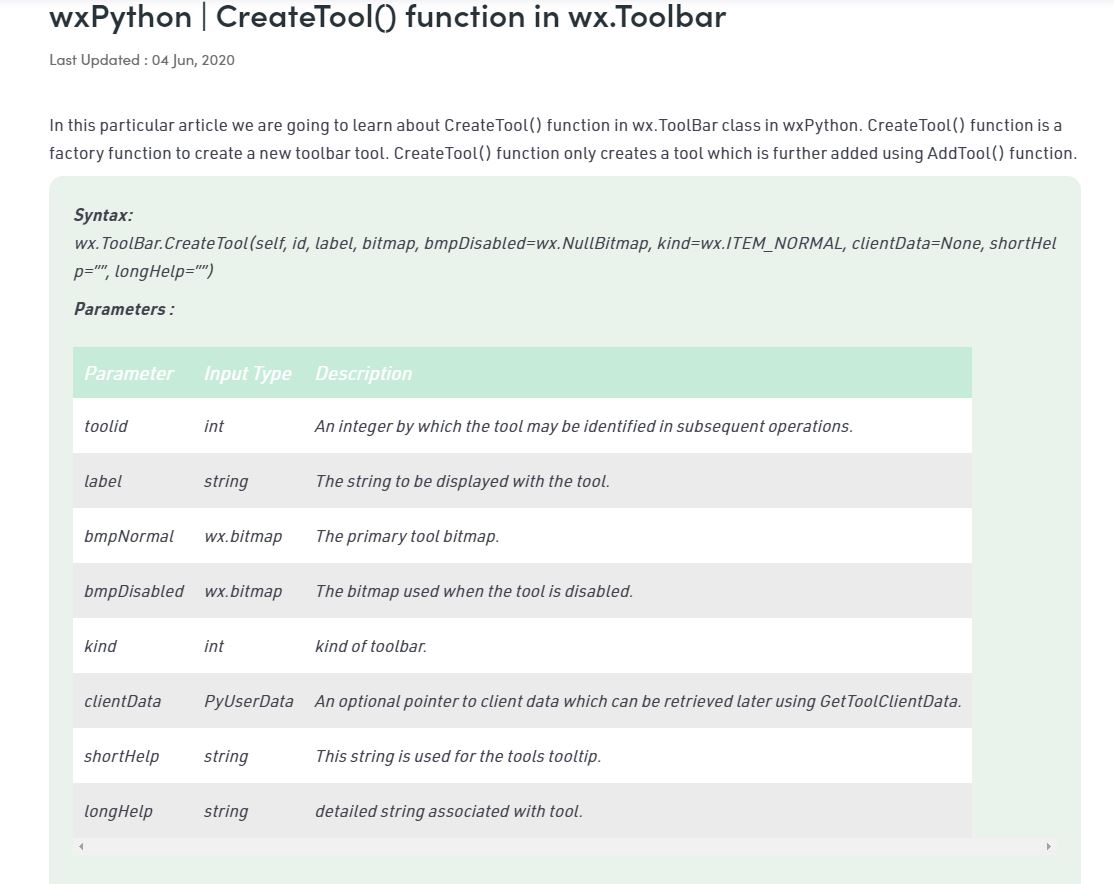 wxPython | CreateTool() function in wx.Toolbar
Last Updated : 04 Jun, 2020
In this particular article we are going to learn about CreateTool() function in wx.ToolBar class in wxPython. CreateTool() function is a
factory function to create a new toolbar tool. CreateTool() function only creates a tool which is further added using AddTool() function.
Syntax:
wx.ToolBar.CreateTool(self, id, label, bitmap, bmpDisabled=wx.NullBitmap, kind=wx.ITEM_NORMAL, clientData=None, shortHel
p=””, longHelp=””)
Parameters :
Parameter Input Type Description
toolid int An integer by which the tool may be identified in subsequent operations.
label string The string to be displayed with the tool.
bmpNormal wx.bitmap The primary tool bitmap.
bmpDisabled wx.bitmap The bitmap used when the tool is disabled.
kind int kind of toolbar.
clientData PyUserData An optional pointer to client data which can be retrieved later using GetToolClientData.
shortHelp string This string is used for the tools tooltip.
longHelp string detailed string associated with tool.